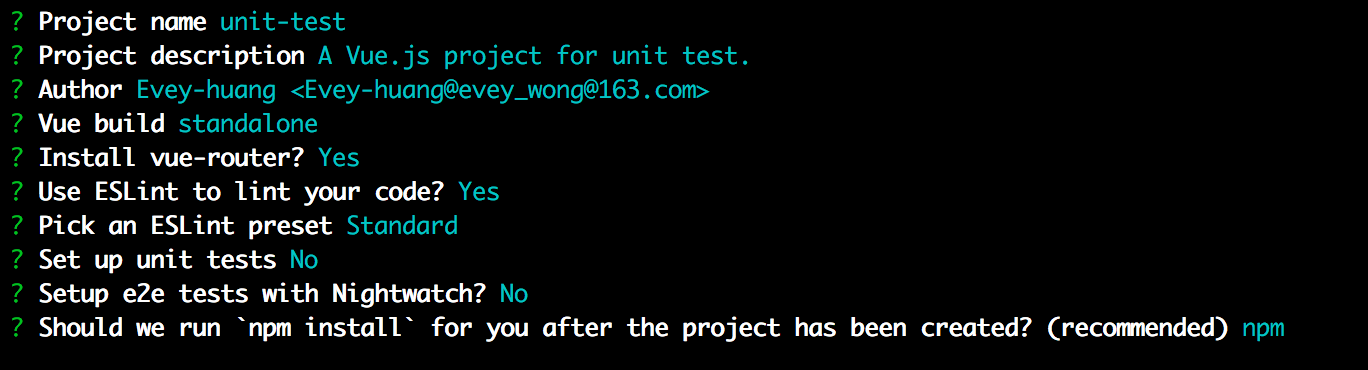 ? Project name unit-test
? Project description A Vue.js project for unit test.
? Author Evey-huang <Evey-huang@evey_wong@163.com>
? Vue build standalone
? Install vue-router? Yes
? Use ESLint to lint your code? Yes
? Pick an ESLint preset Standard
? Set up unit tests No
? Setup e2e tests with Nightwatch? No
? Should we run `npm install` for you after the project has been created? (recommended) npm